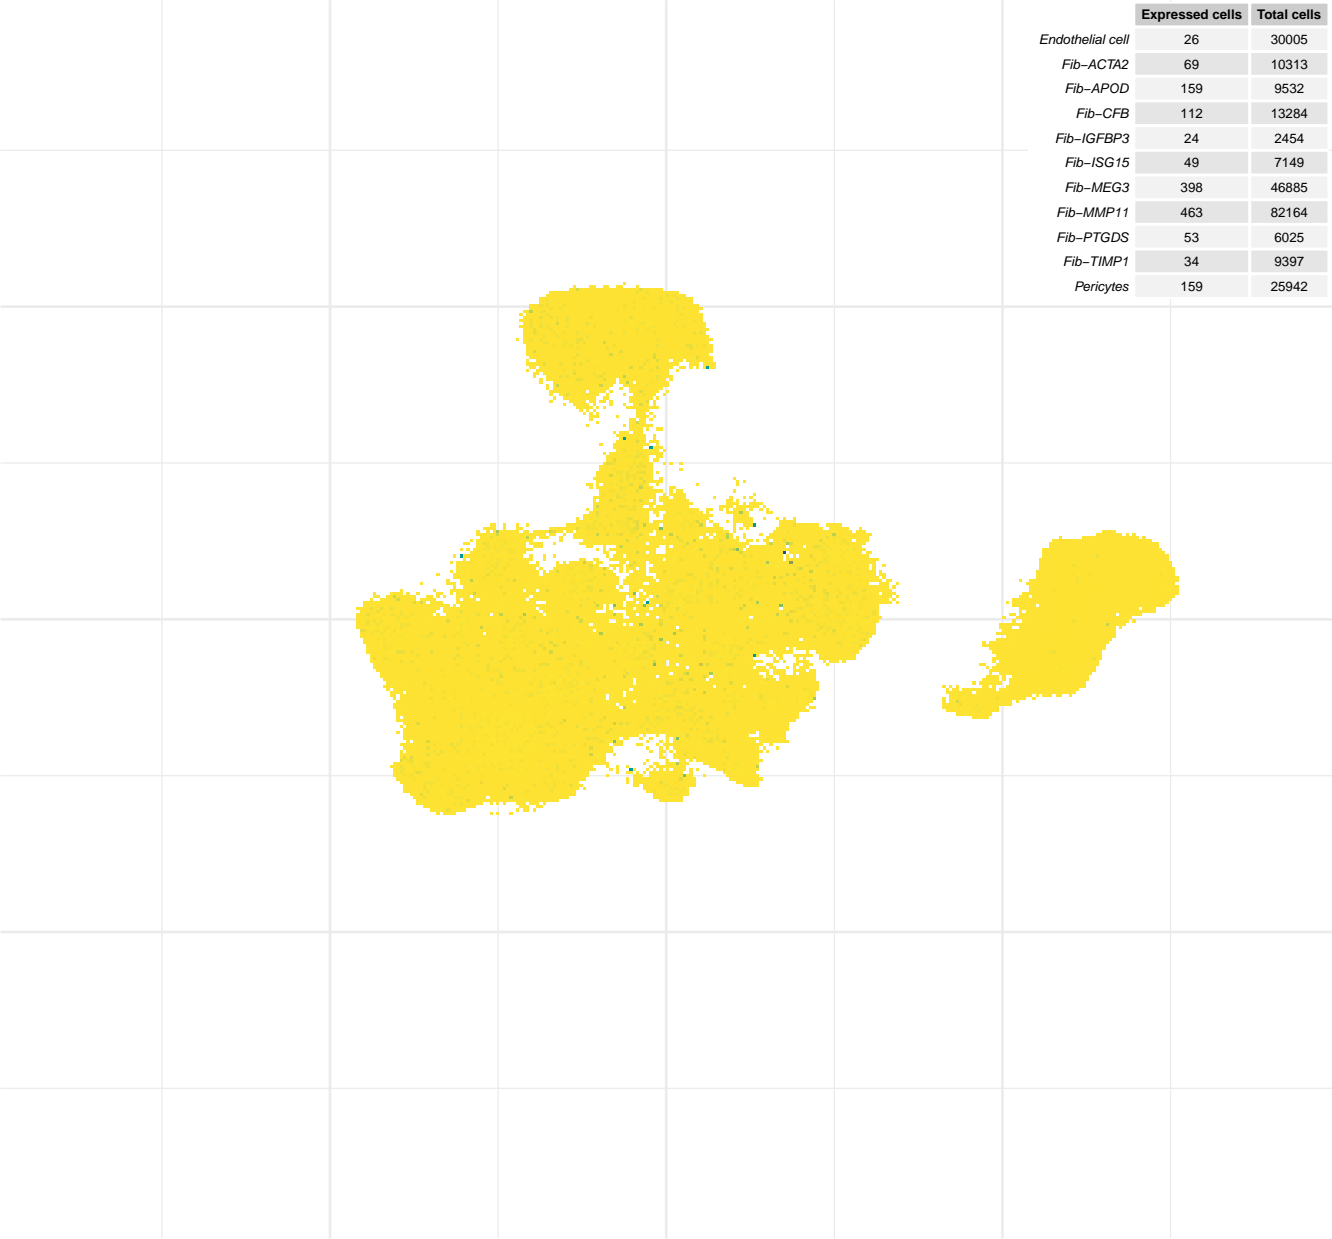 Expressed cells Total cells
Endothelial cell 26 30005
Fib−ACTA2 69 10313
Fib−APOD 159 9532
Fib−CFB 112 13284
Fib−IGFBP3 24 2454
Fib−ISG15 49 7149
Fib−MEG3 398 46885
Fib−MMP11 463 82164
Fib−PTGDS 53 6025
Fib−TIMP1 34 9397
Pericytes 159 25942